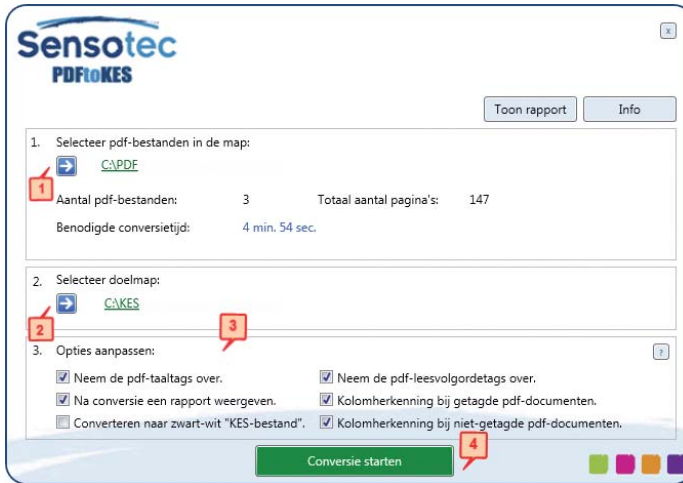 Sensotec
PDFtoKES
x
Toon rapport Info
1. Selecteer pdf-bestanden in de map:
C:\PDF
1
Aantal pdf-bestanden: 3 Totaal aantal pagina's: 147
Benodigde conversietijd: 4 min. 54 sec.
2. Selecteer doelmap:
C:\KES
2
3
3. Opties aanpassen: ?
Neem de pdf-taaltags over. Neem de pdf-leesvolgordetags over.
Na conversie een rapport weergeven. Kolomherkenning bij getagde pdf-documenten.
Converteren naar zwart-wit "KES-bestand". Kolomherkenning bij niet-getagde pdf-documenten.
4
Conversie starten